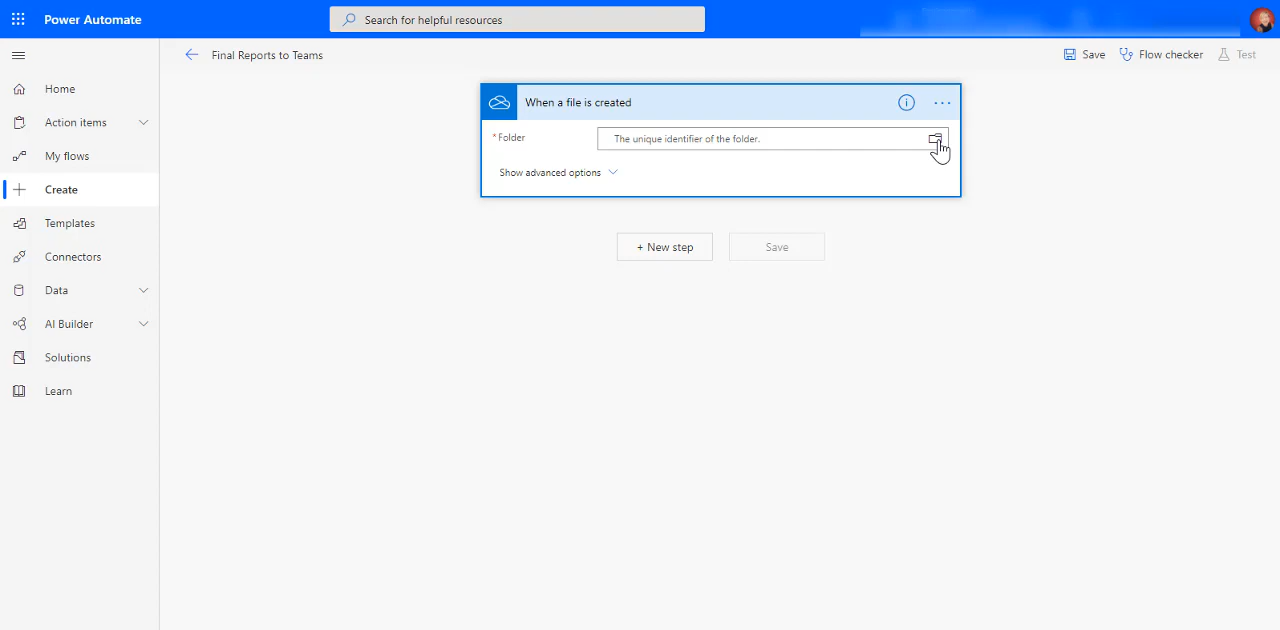 Power Automate
Search for helpful resources
Final Reports to Teams
Save
Flow checker
Test
Home
Action items
My flows
Create
Templates
Connectors
Data
AI Builder
Solutions
Learn
When a file is created
* Folder
The unique identifier of the folder.
Show advanced options
+ New step
Save